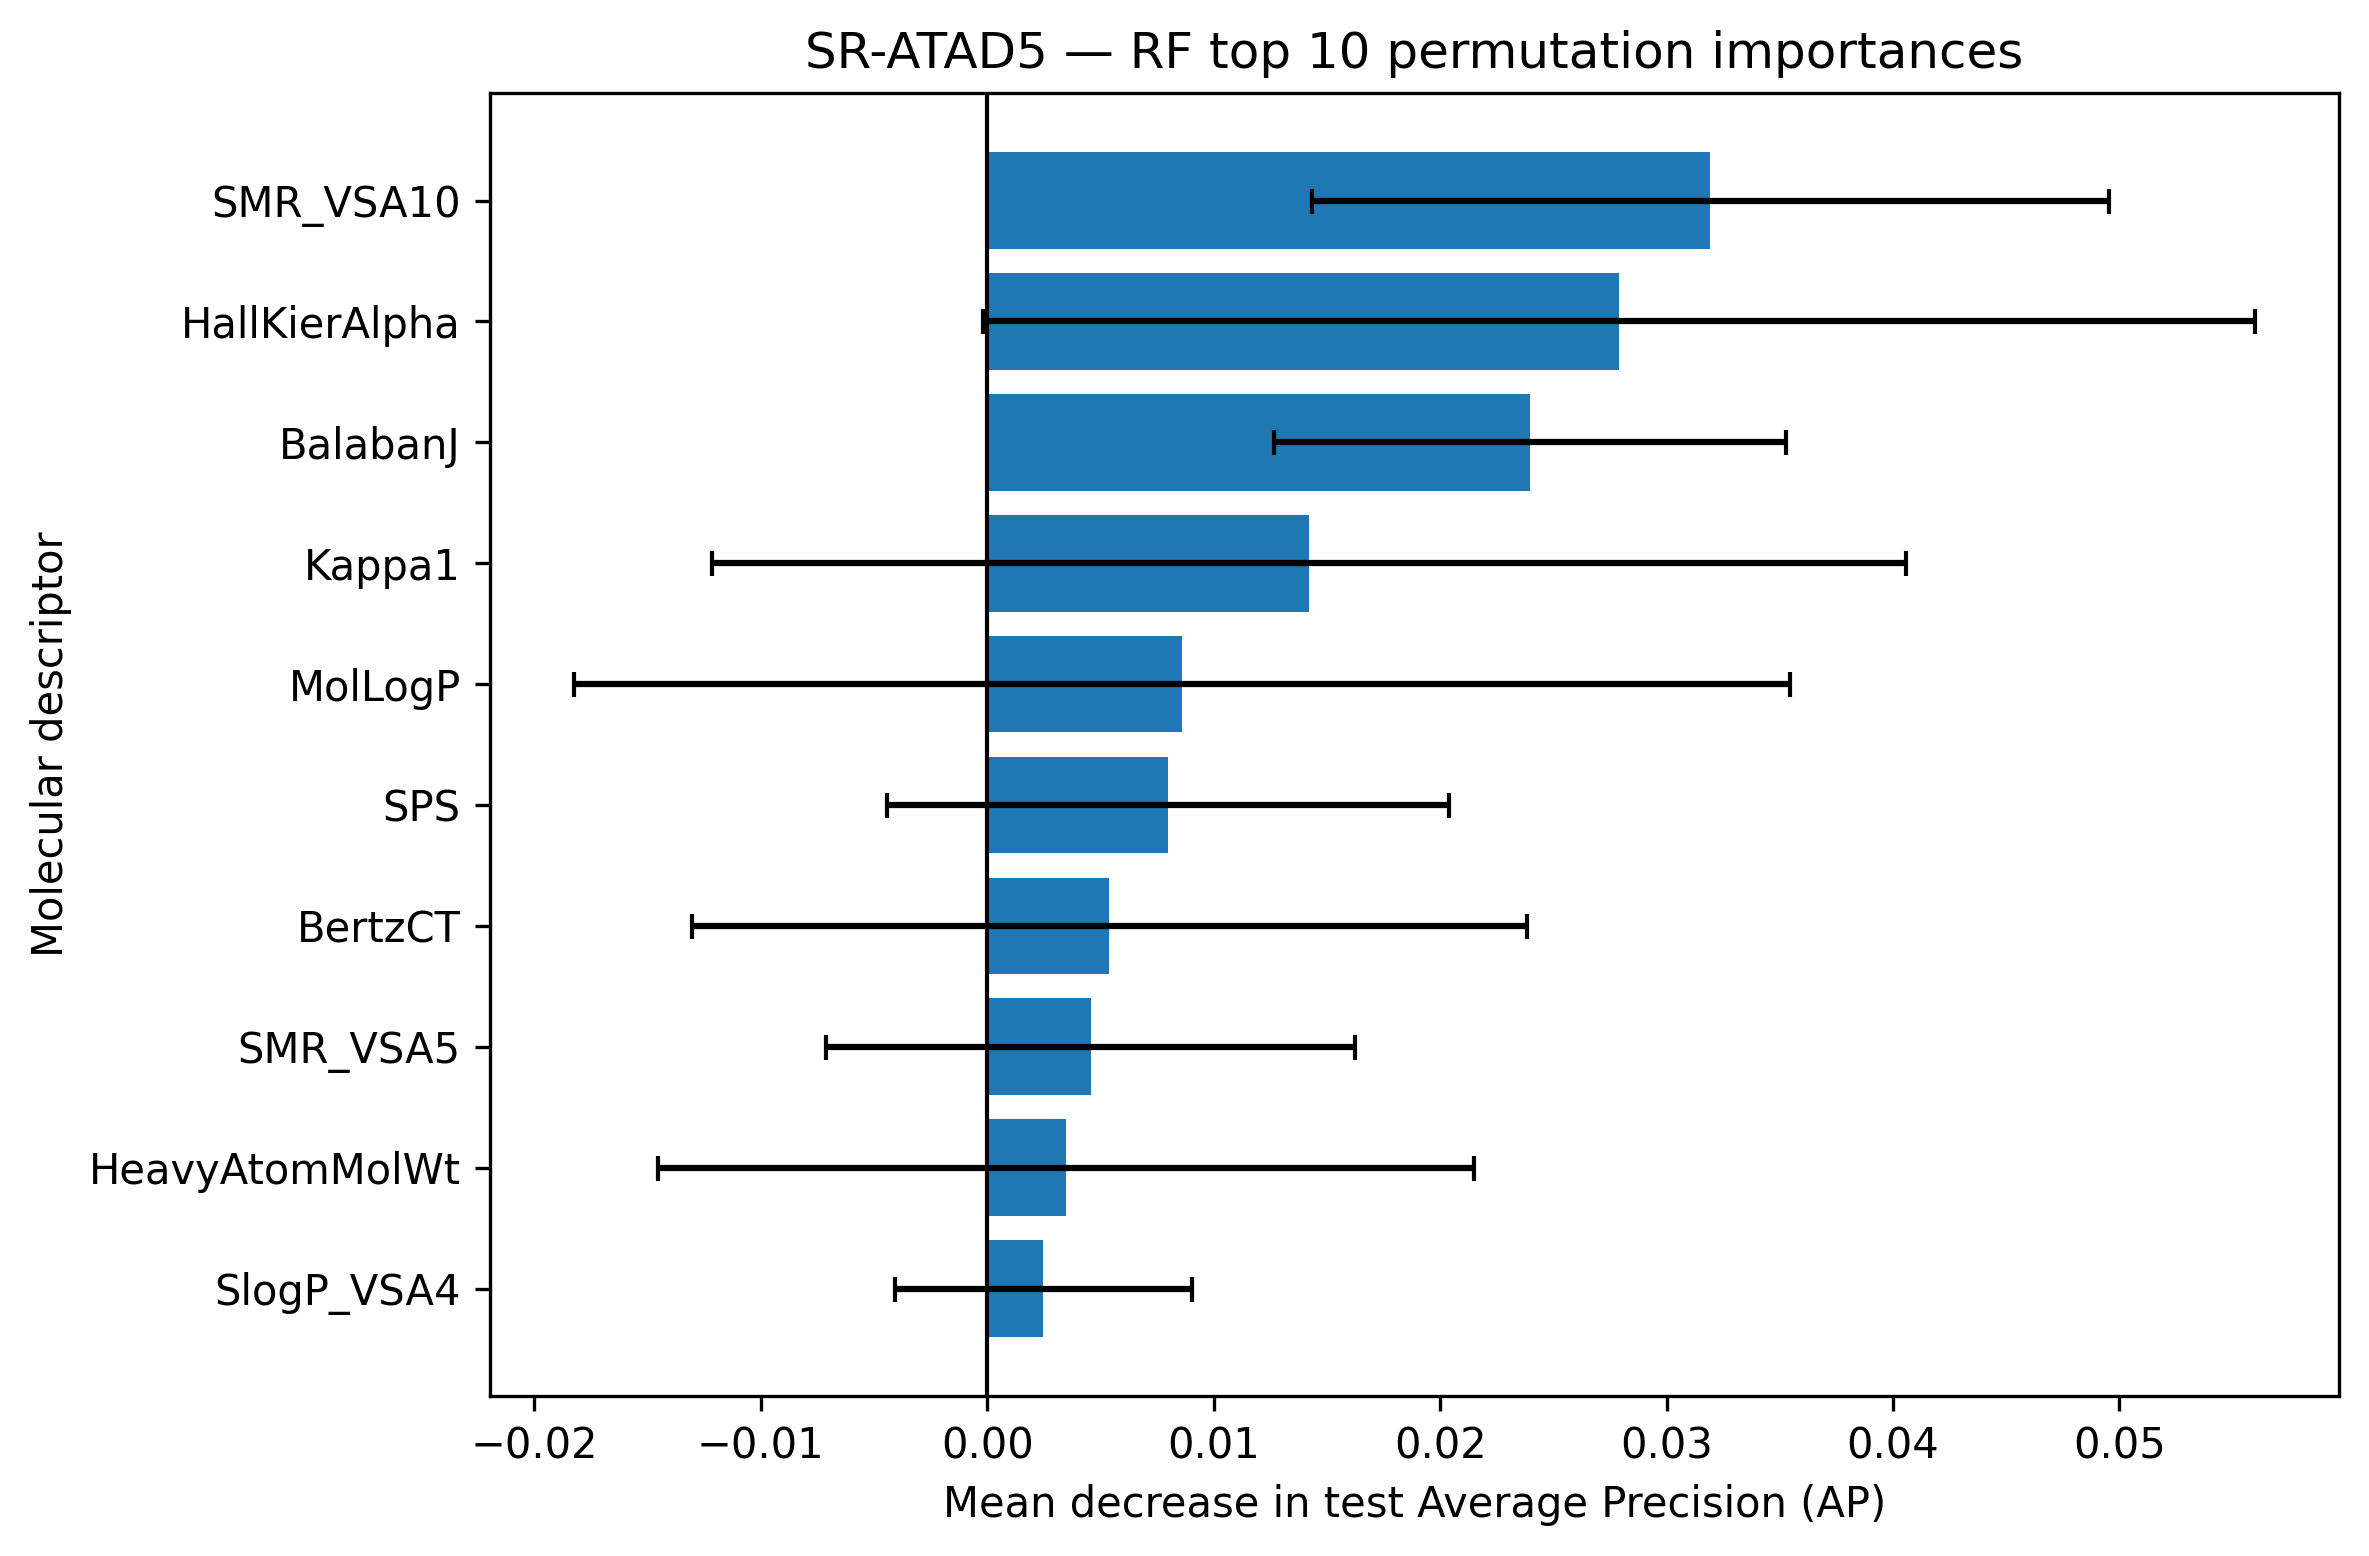 SR-ATAD5 — RF top 10 permutation importances
Molecular descriptor
SMR_VSA10
HallKierAlpha
BalabanJ
Kappa1
MolLogP
SPS
BertzCT
SMR_VSA5
HeavyAtomMolWt
SlogP_VSA4
−0.02 −0.01 0.00 0.01 0.02 0.03 0.04 0.05
Mean decrease in test Average Precision (AP)